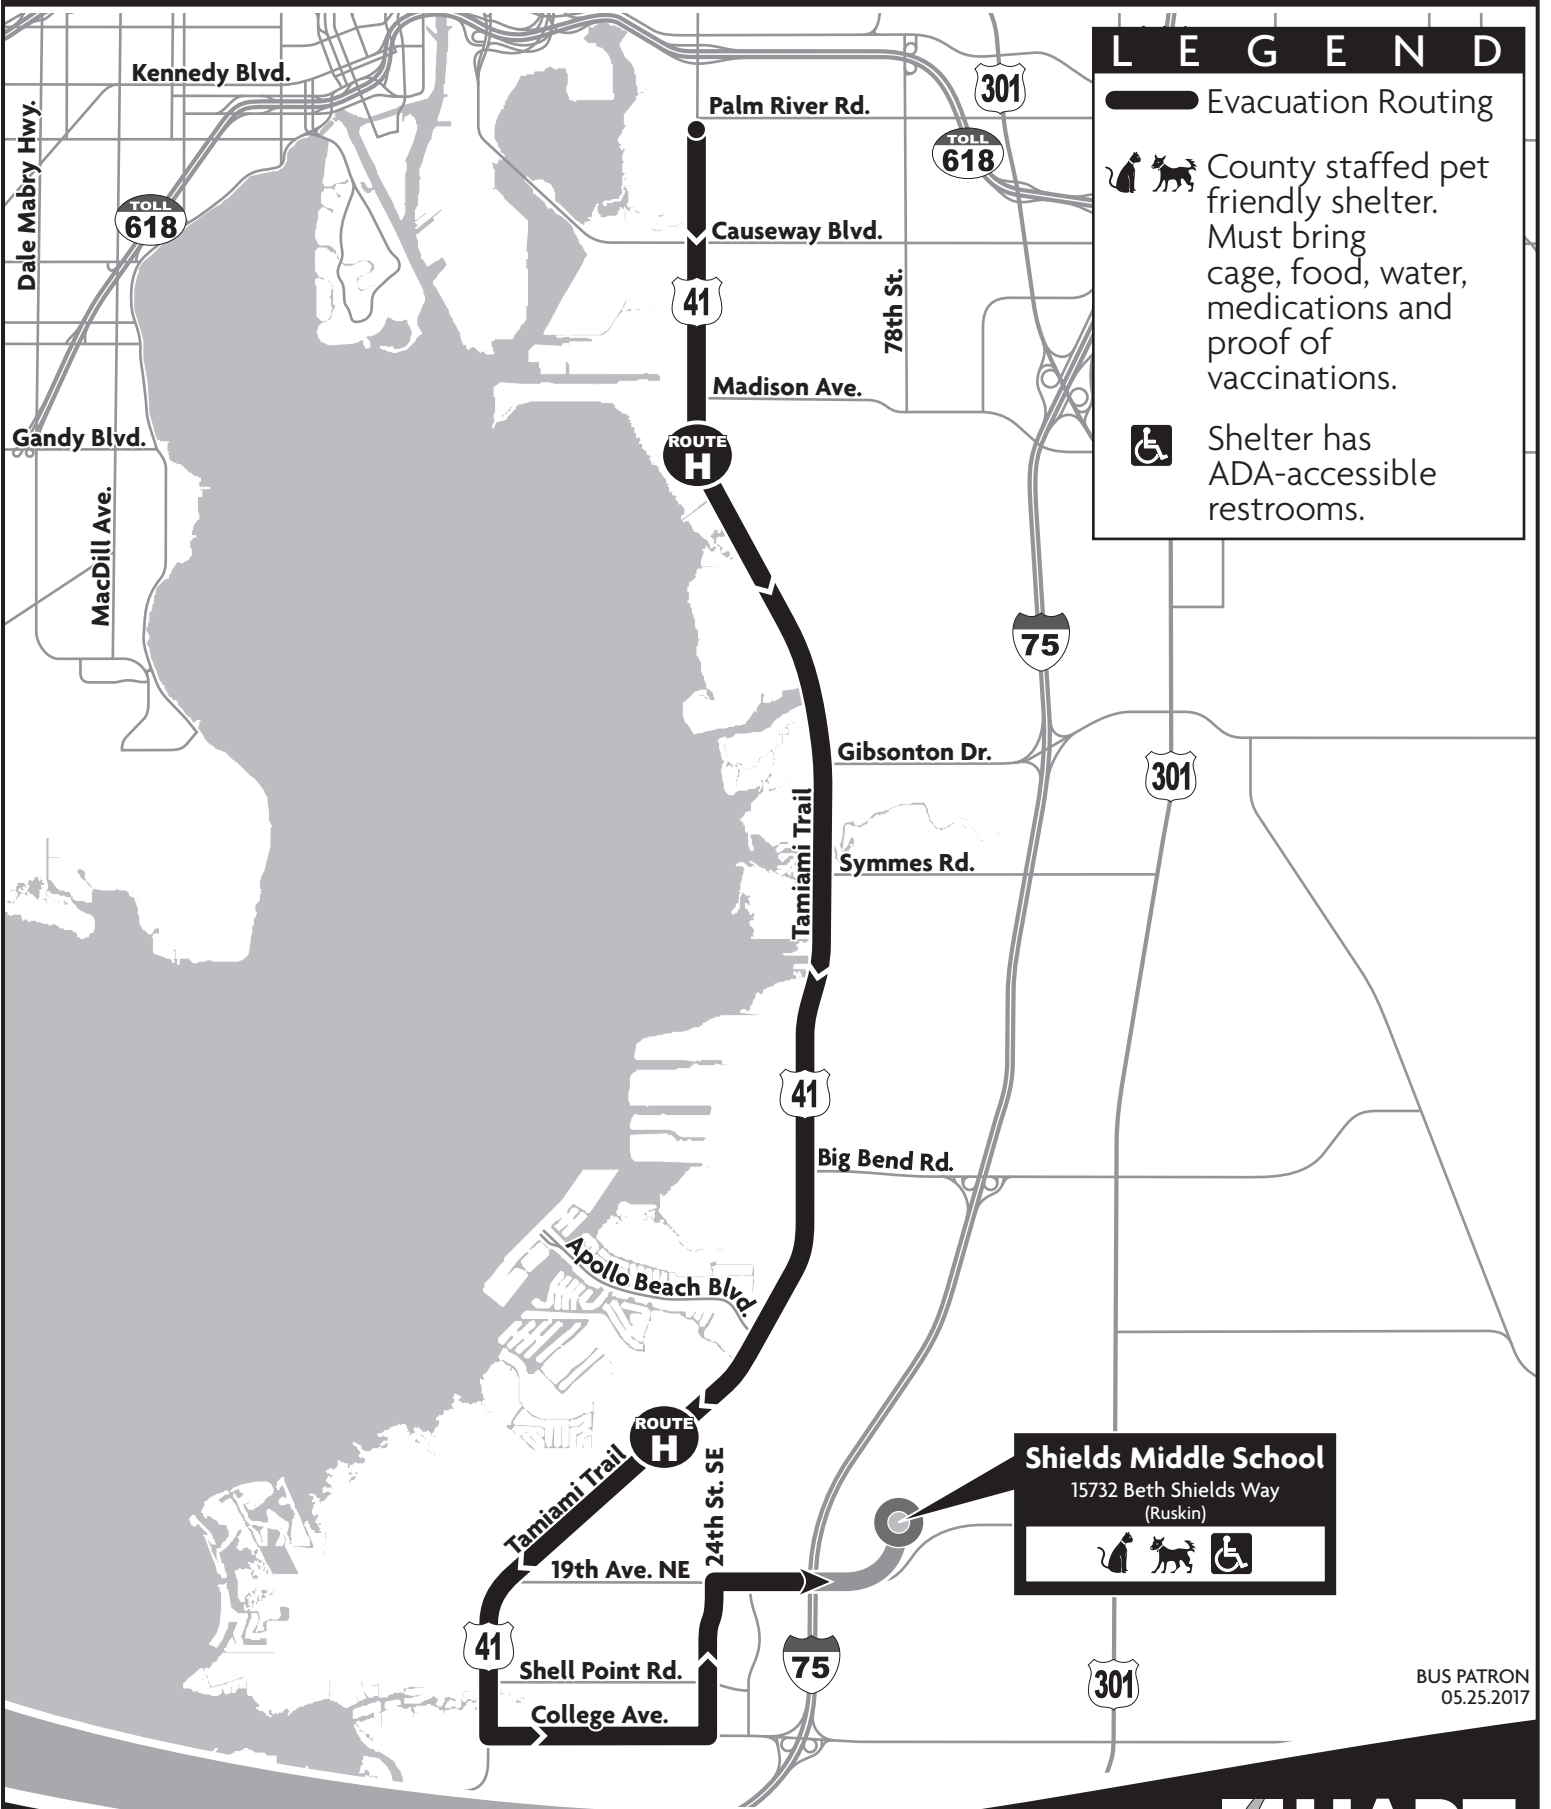 LEGEND
Evacuation Routing
County staffed pet
friendly shelter.
Must bring
cage, food, water,
medications and
proof of
vaccinations.
Shelter has
ADA-accessible
restrooms.
Kennedy Blvd.
Dale Mabry Hwy.
TOLL
618
Palm River Rd.
301
TOLL
618
Causeway Blvd.
41
78th St.
Madison Ave.
Gandy Blvd.
ROUTE
H
MacDill Ave.
75
Gibsonton Dr.
301
Tamiami Trail
Symmes Rd.
41
Big Bend Rd.
Apollo Beach Blvd.
ROUTE
H
Tamiami Trail
24th St. SE
Shields Middle School
15732 Beth Shields Way
(Ruskin)
19th Ave. NE
41
75
Shell Point Rd.
301
College Ave.
BUS PATRON
05.25.2017